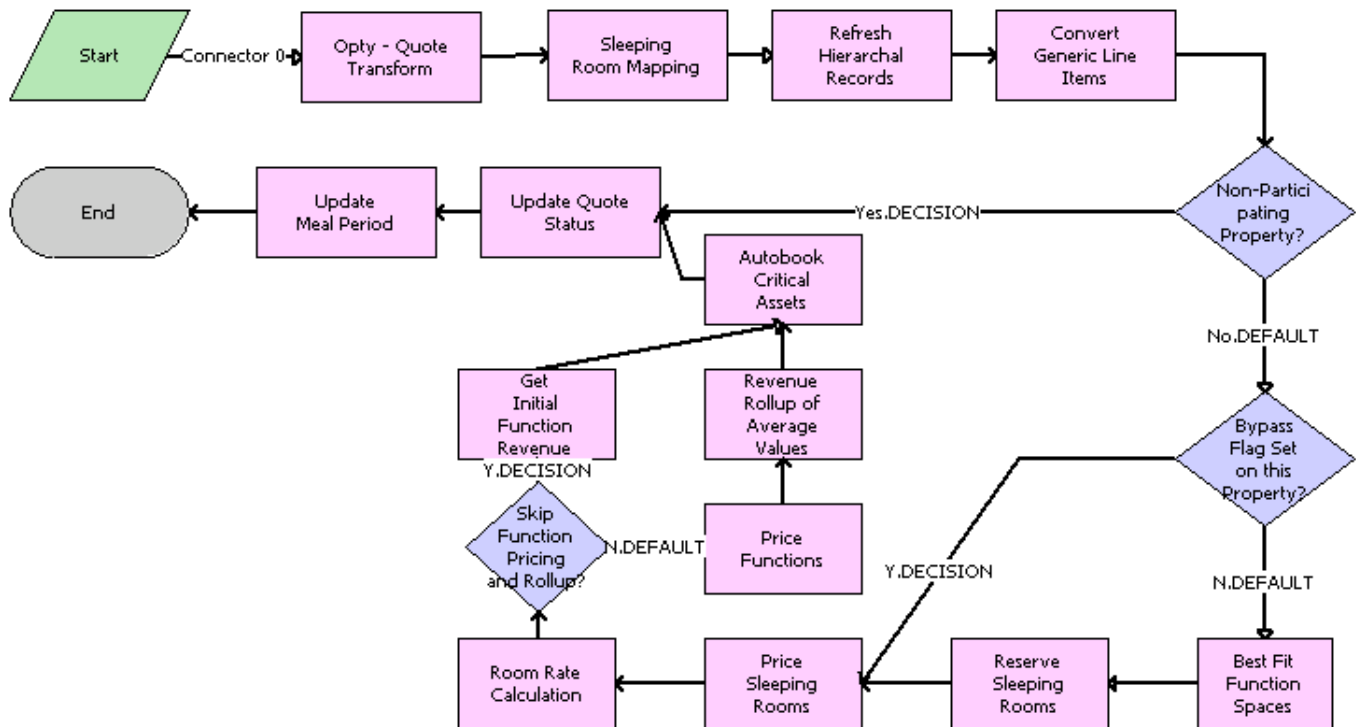 Start
Connector 0
Opty - Quote
Transform
Sleeping
Room Mapping
Refresh
Hierarchal
Records
Convert
Generic Line
Items
Non-Partici
pating
Property?
Yes.DECISION
Update Quote
Status
Update
Meal Period
End
Autobook
Critical
Assets
No.DEFAULT
Get
Initial
Function
Revenue
Revenue
Rollup of
Average
Values
Bypass
Flag Set
on this
Property?
Y.DECISION
Skip
Function
Pricing
and Rollup?
N.DEFAULT
Price
Functions
Y.DECISION
N.DEFAULT
Room Rate
Calculation
Price
Sleeping
Rooms
Reserve
Sleeping
Rooms
Best Fit
Function
Spaces